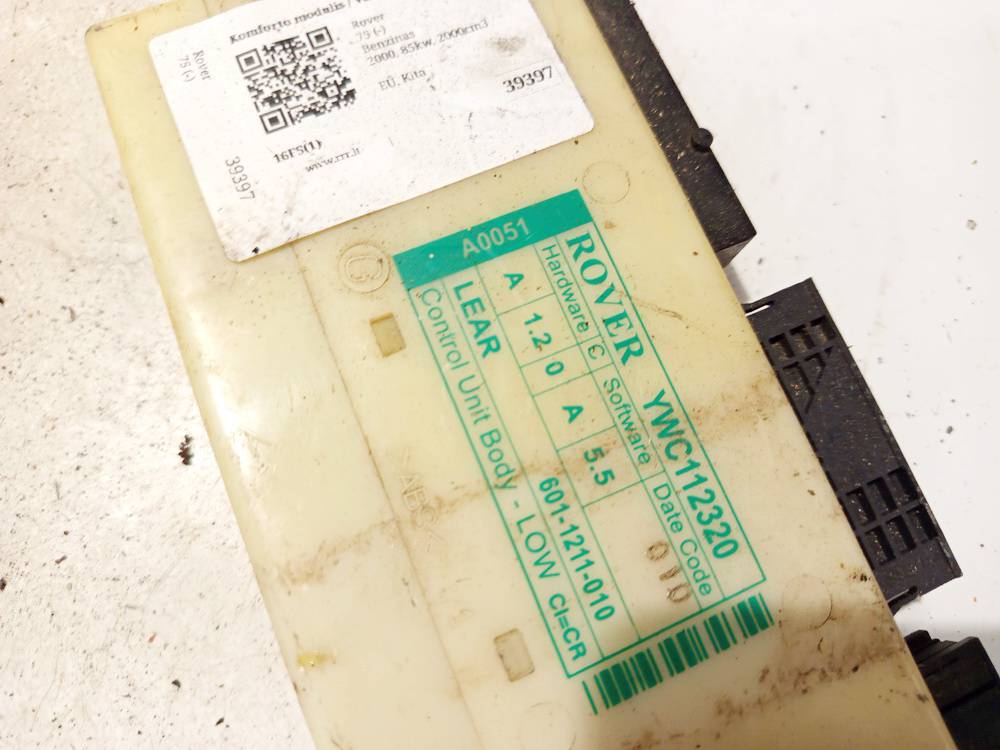 Komforto modulis /
Rover
75 (-)
Rover
75 (-)
Benzinas
2000, 85kw, 2000cm3
EÚ, Kita
39397
16FS(1)
www.rrr.lt
39397
A0051
ROVER YWC112320
Hardware C Software Date Code
A 1.2 0 A 5.5 010
LEAR 601-1211-010
Control Unit Body - LOW CI=CR
>ABS<